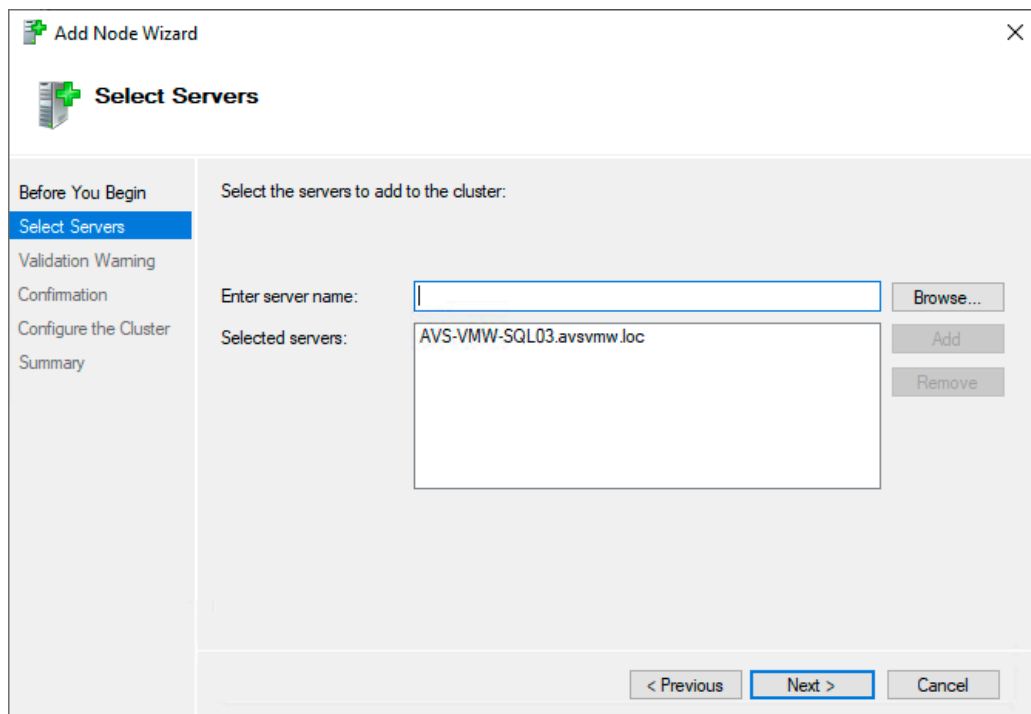 Add Node Wizard
Select Servers
Before You Begin
Select Servers
Validation Warning
Confirmation
Configure the Cluster
Summary
Select the servers to add to the cluster:
Enter server name:
Browse...
Selected servers:
AVS-VMW-SQL03.avsvmw.loc
Add
Remove
< Previous
Next >
Cancel